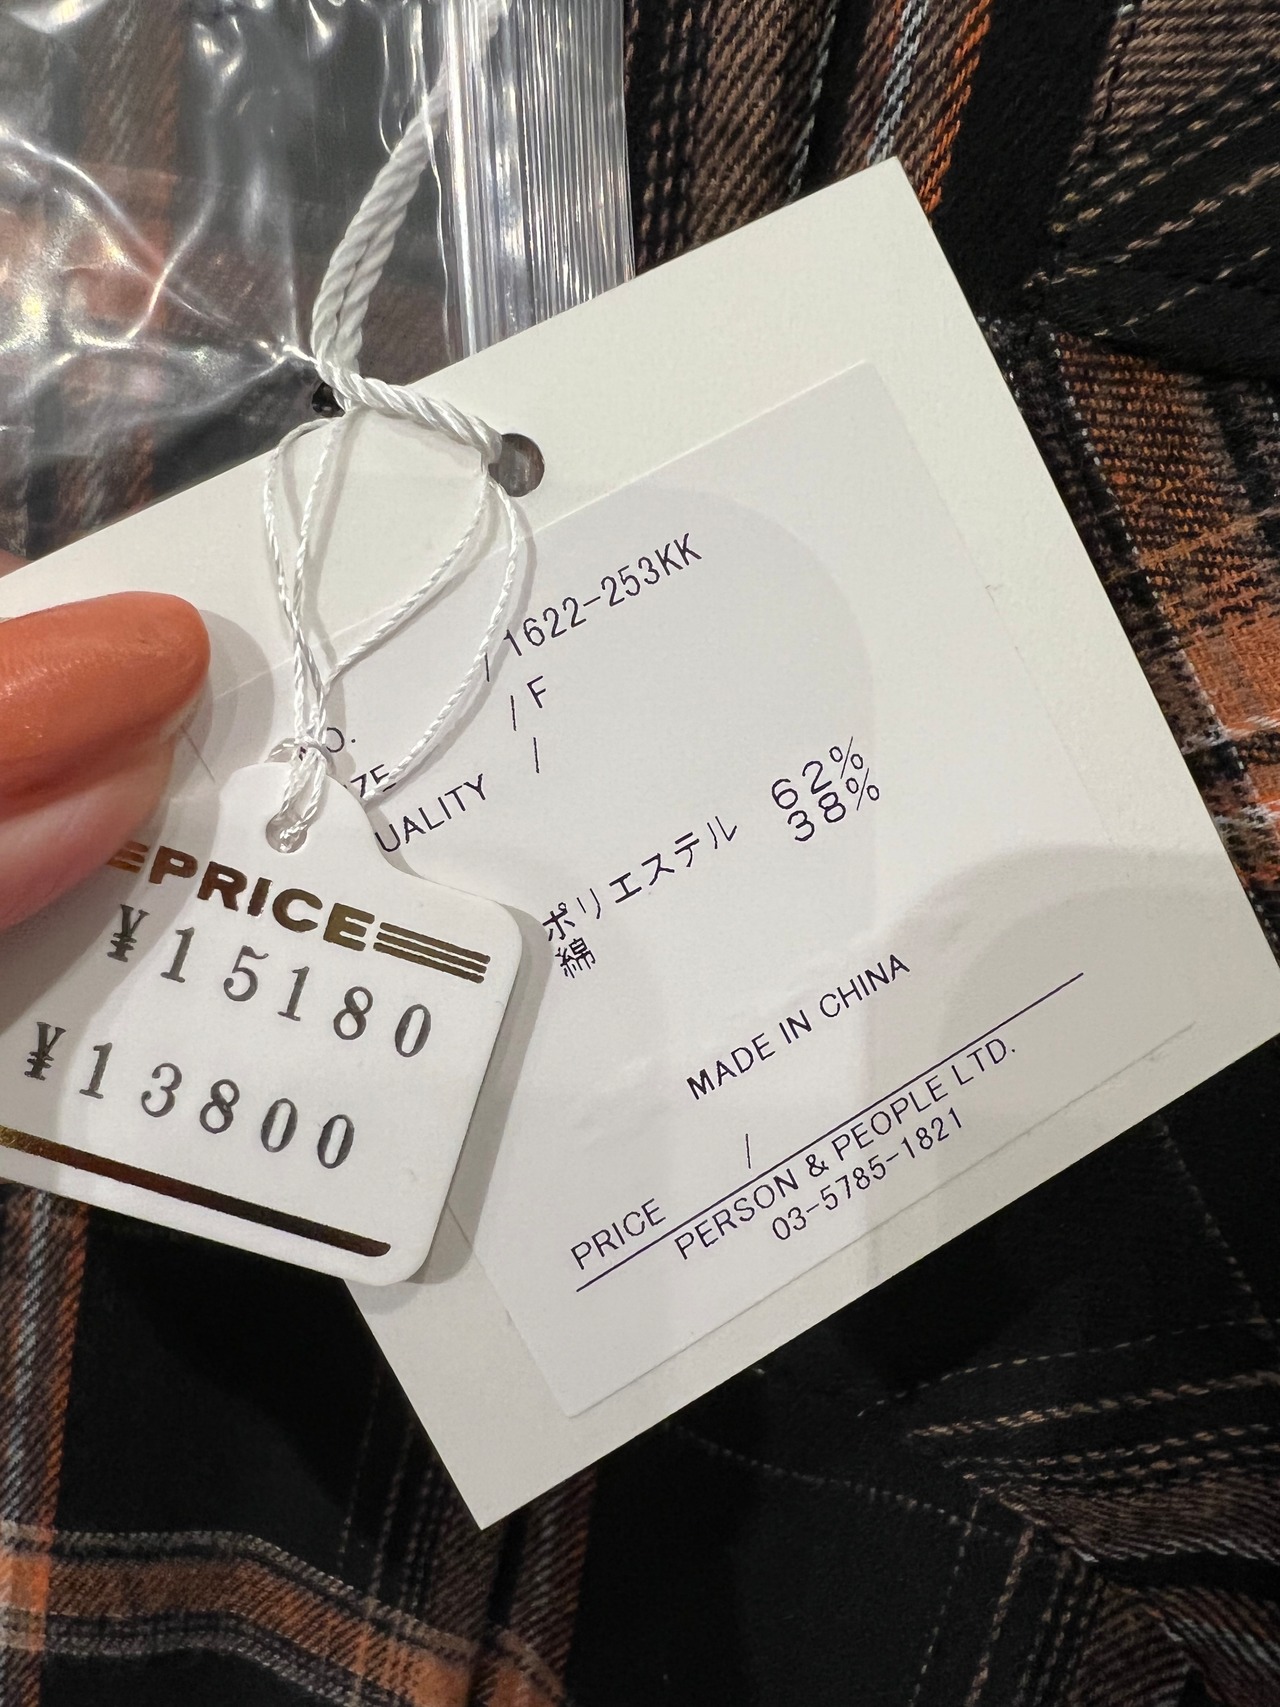 / 1622-253KK
/ F
UALITY /
ポリエステル 62%
綿 38%
MADE IN CHINA
PRICE /
PERSON & PEOPLE LTD.
03-5785-1821
PRICE
¥15180
¥13800